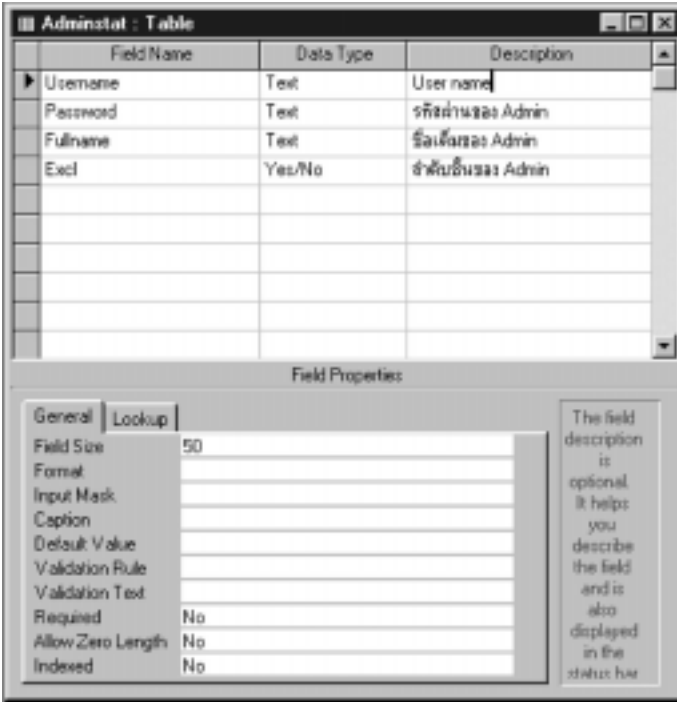 Adminstat : Table
Field Name Data Type Description
Username Text User name
Password Text รหัสผ่านของ Admin
Fullname Text ชื่อเต็มของ Admin
Excl Yes/No ลำดับชั้นของ Admin
Field Properties
General Lookup
Field Size 50
Format
Input Mask
Caption
Default Value
Validation Rule
Validation Text
Required No
Allow Zero Length No
Indexed No
The field
description
is
optional.
It helps
you
describe
the field
and is
also
displayed
in the
status bar